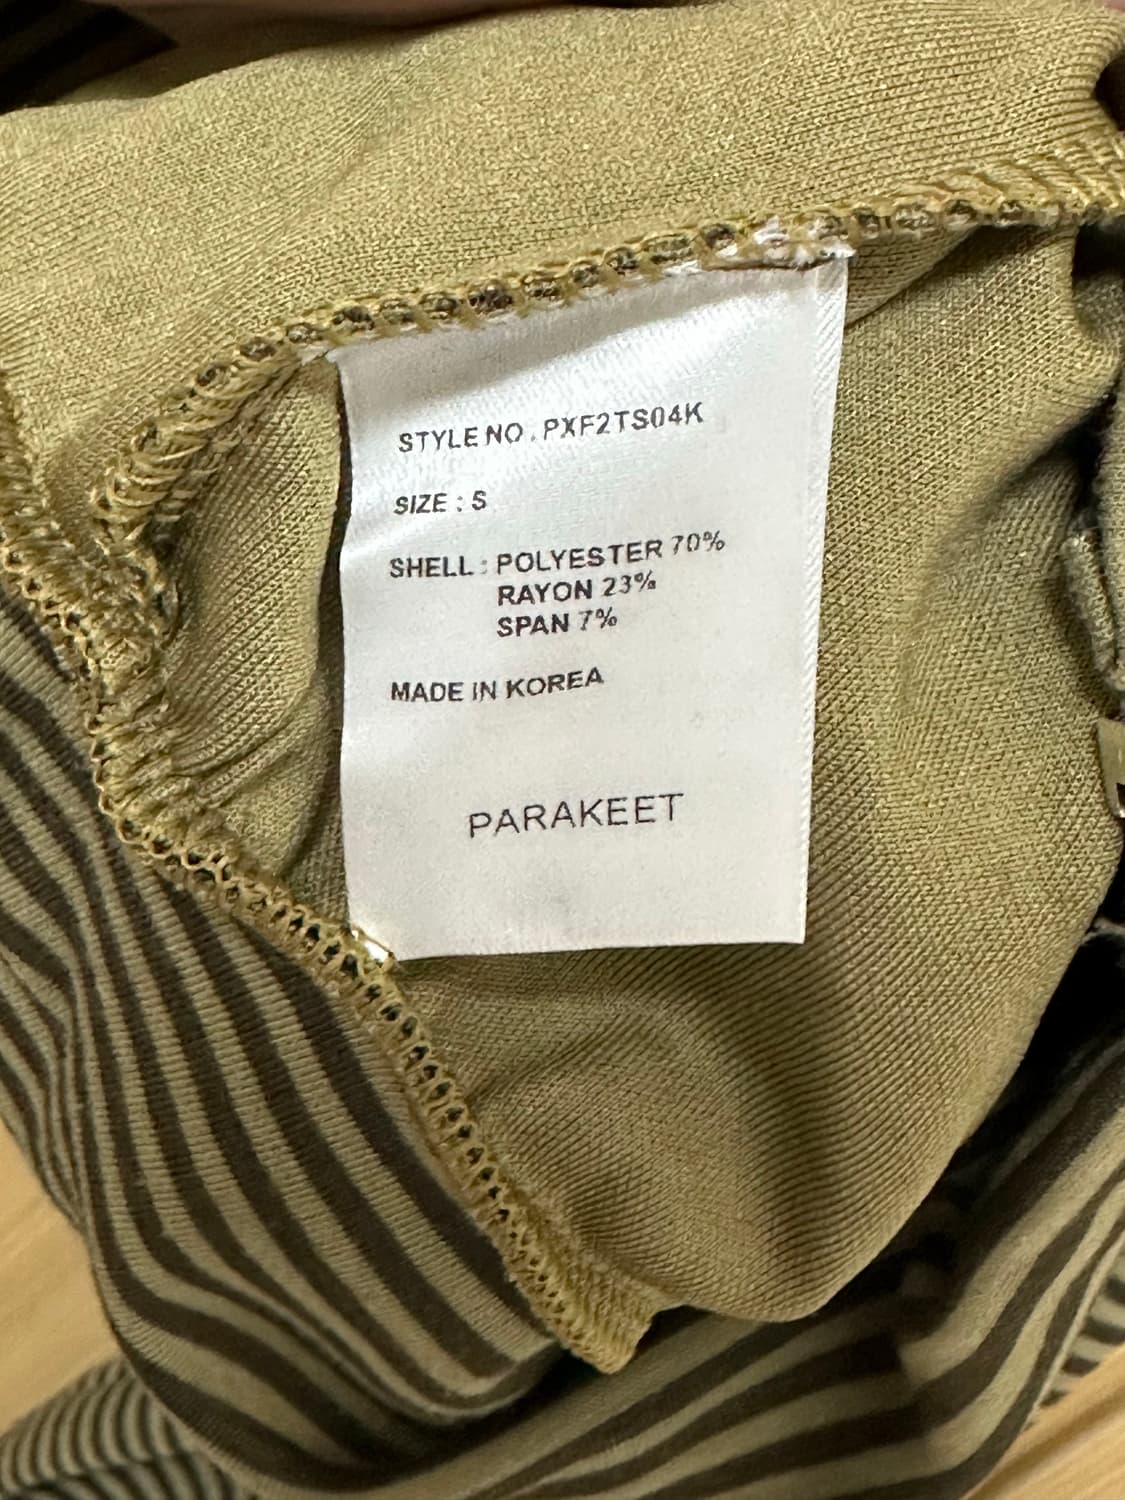 STYLE NO. PXF2TS04K
SIZE : S
SHELL : POLYESTER 70%
RAYON 23%
SPAN 7%
MADE IN KOREA
PARAKEET